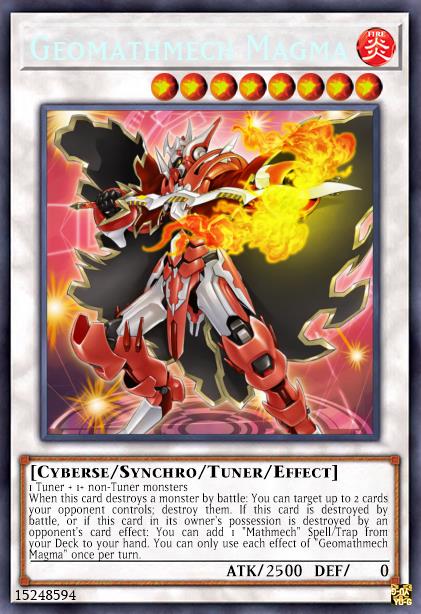 Geomathmech Magma
FIRE
炎
[Cyberse/Synchro/Tuner/Effect]
1 Tuner + 1+ non-Tuner monsters
When this card destroys a monster by battle: You can target up to 2 cards
your opponent controls; destroy them. If this card is destroyed by
battle, or if this card in its owner's possession is destroyed by an
opponent's card effect: You can add 1 "Mathmech" Spell/Trap from
your Deck to your hand. You can only use each effect of "Geomathmech
Magma" once per turn.
ATK/2500 DEF/ 0
15248594